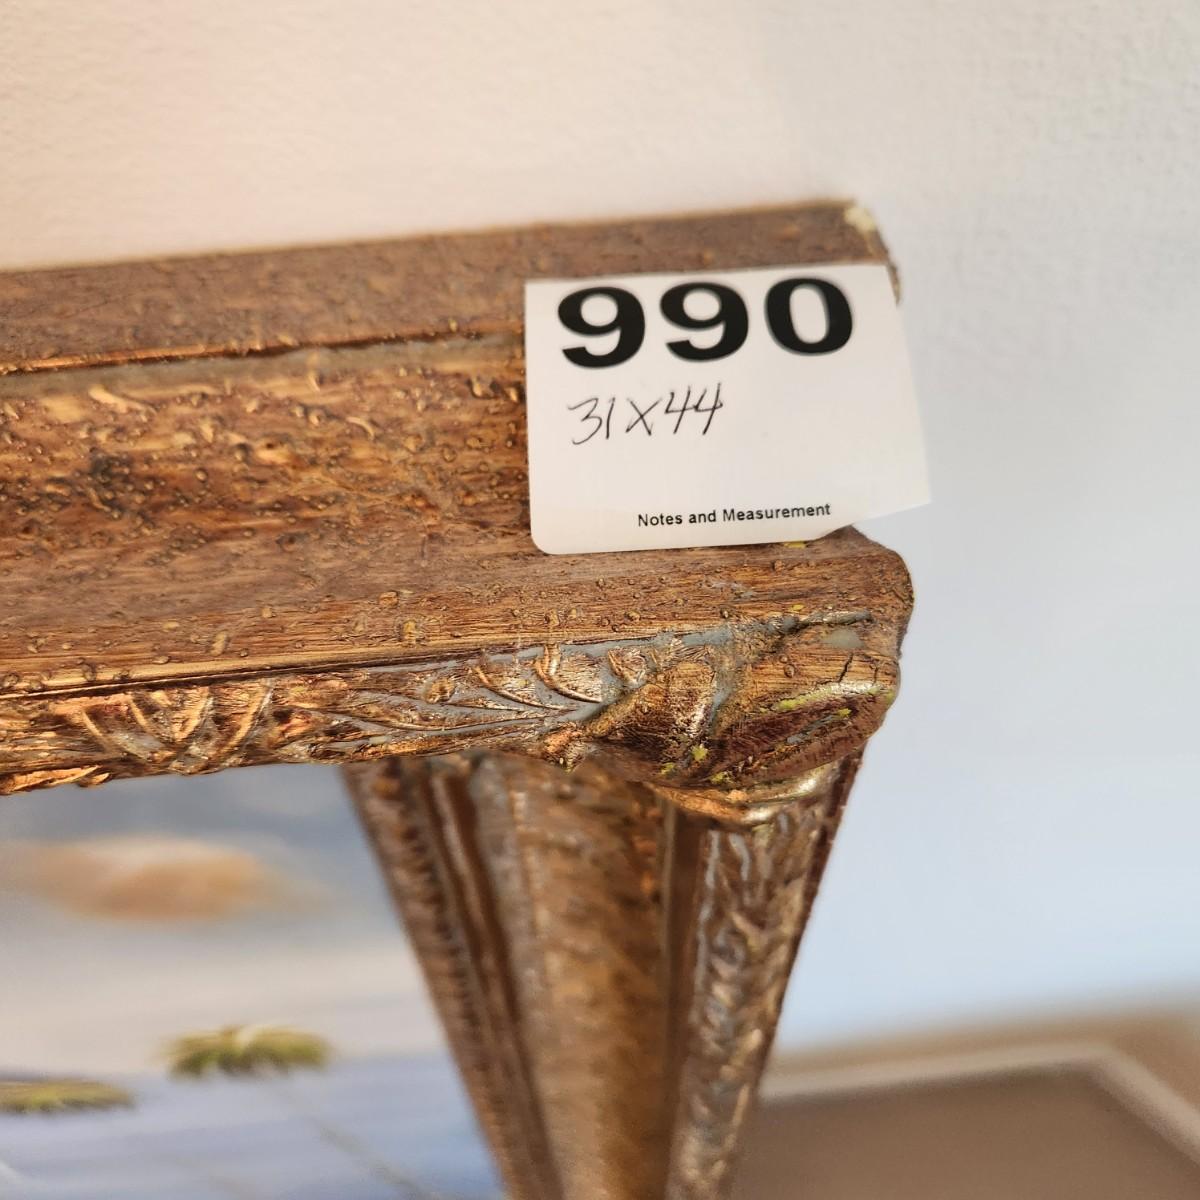 990
31X44
Notes and Measurement